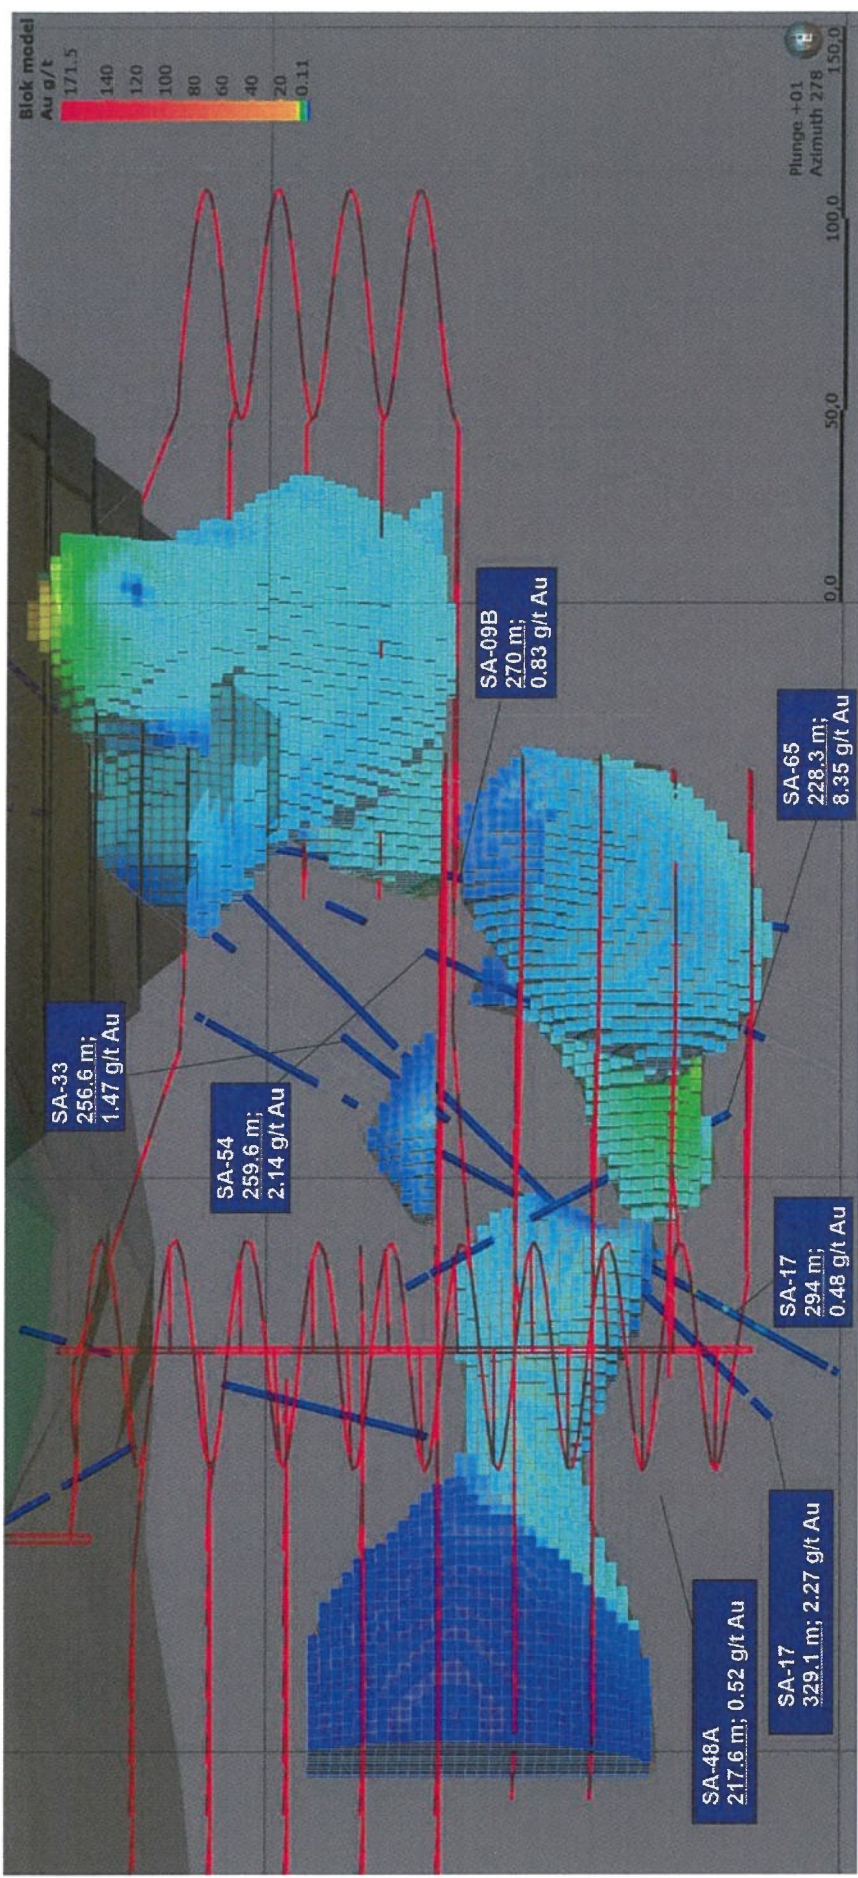 Blok model
Au g/t
171.5
140
120
100
80
60
40
20
0.11
SA-33
256.6 m;
1.47 g/t Au
SA-54
259.6 m;
2.14 g/t Au
SA-09B
270 m;
0.83 g/t Au
SA-65
228.3 m;
8.35 g/t Au
SA-17
294 m;
0.48 g/t Au
SA-48A
217.6 m; 0.52 g/t Au
SA-17
329.1 m; 2.27 g/t Au
Plunge +01
Azimuth 278
0,0
50,0
100,0
150,0